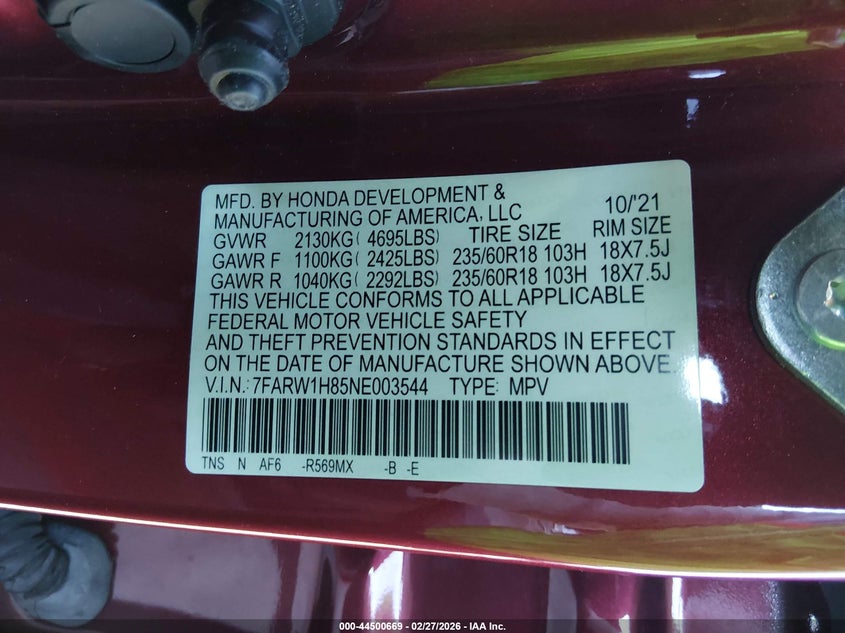 MFD. BY HONDA DEVELOPMENT & 10/'21
MANUFACTURING OF AMERICA, LLC
GVWR 2130KG( 4695LBS) TIRE SIZE RIM SIZE
GAWR F 1100KG( 2425LBS) 235/60R18 103H 18X7.5J
GAWR R 1040KG( 2292LBS) 235/60R18 103H 18X7.5J
THIS VEHICLE CONFORMS TO ALL APPLICABLE
FEDERAL MOTOR VEHICLE SAFETY
AND THEFT PREVENTION STANDARDS IN EFFECT
ON THE DATE OF MANUFACTURE SHOWN ABOVE.
V.I.N.: 7FARW1H85NE003544 TYPE: MPV
TNS N AF6 -R569MX -B -E
000-44500669 - 02/27/2026 - IAA Inc.